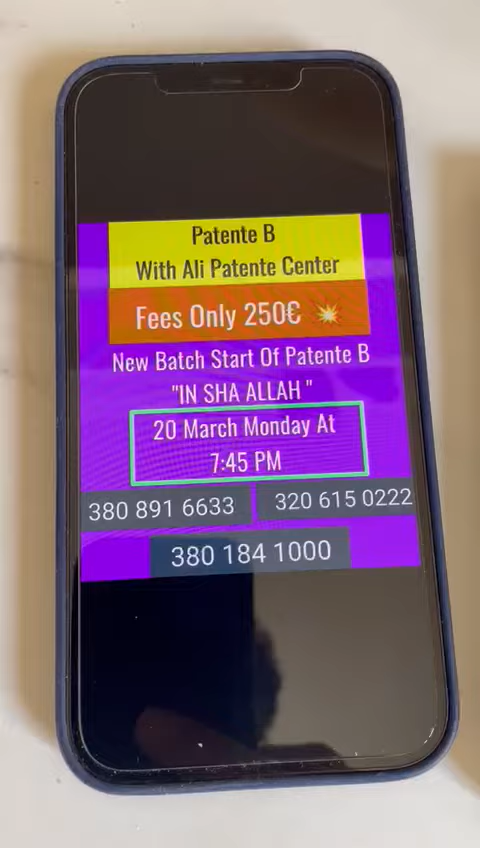 Patente B
With Ali Patente Center
Fees Only 250€ 💥
New Batch Start Of Patente B
"IN SHA ALLAH "
20 March Monday At
7:45 PM
380 891 6633
320 615 0222
380 184 1000